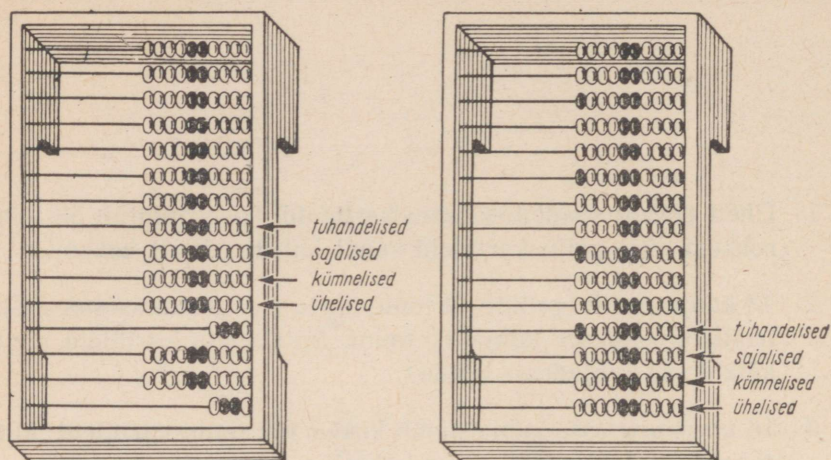 tuhandelised
sajalised
kümnelised
ühelised
tuhandelised
sajalised
kümnelised
ühelised